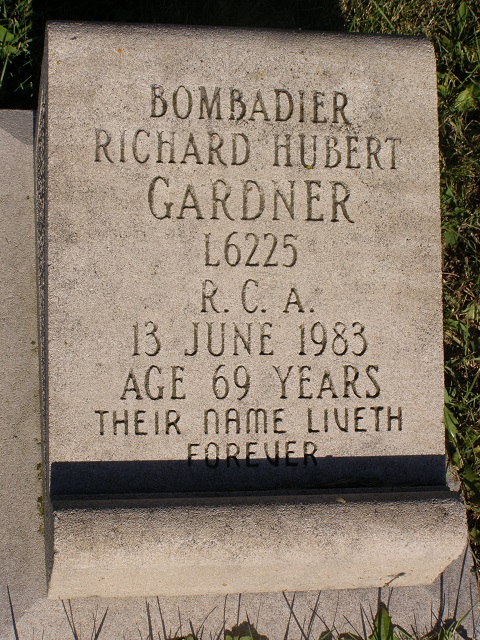 BOMBADIER
RICHARD HUBERT
GARDNER
L6225
R. C. A.
13 JUNE 1983
AGE 69 YEARS
THEIR NAME LIVETH
FOREVER